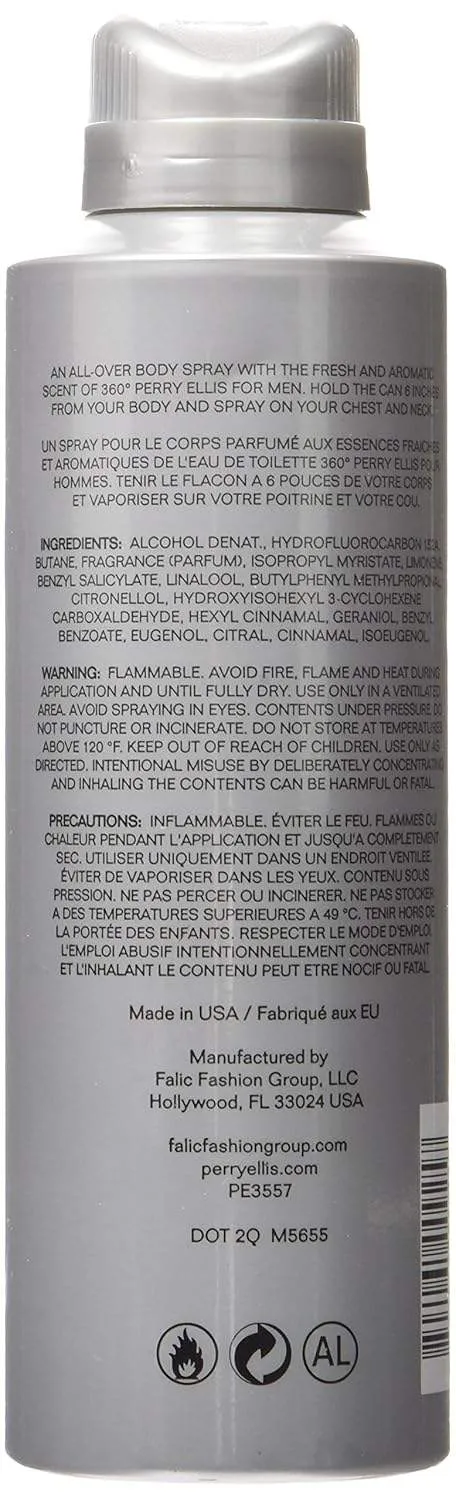 AN ALL-OVER BODY SPRAY WITH THE FRESH AND AROMATIC
SCENT OF 360° PERRY ELLIS FOR MEN. HOLD THE CAN 6 INCHES
FROM YOUR BODY AND SPRAY ON YOUR CHEST AND NECK.
UN SPRAY POUR LE CORPS PARFUMÉ AUX ESSENCES FRAICHES
ET AROMATIQUES DE L'EAU DE TOILETTE 360° PERRY ELLIS POUR
HOMMES. TENIR LE FLACON A 6 POUCES DE VOTRE CORPS
ET VAPORISER SUR VOTRE POITRINE ET VOTRE COU.
INGREDIENTS: ALCOHOL DENAT., HYDROFLUOROCARBON 152A,
BUTANE, FRAGRANCE (PARFUM), ISOPROPYL MYRISTATE, LIMONENE,
BENZYL SALICYLATE, LINALOOL, BUTYLPHENYL METHYLPROPIONAL,
CITRONELLOL, HYDROXYISOHEXYL 3-CYCLOHEXENE
CARBOXALDEHYDE, HEXYL CINNAMAL, GERANIOL, BENZYL
BENZOATE, EUGENOL, CITRAL, CINNAMAL, ISOEUGENOL.
WARNING: FLAMMABLE. AVOID FIRE, FLAME AND HEAT DURING
APPLICATION AND UNTIL FULLY DRY. USE ONLY IN A VENTILATED
AREA. AVOID SPRAYING IN EYES. CONTENTS UNDER PRESSURE. DO
NOT PUNCTURE OR INCINERATE. DO NOT STORE AT TEMPERATURES
ABOVE 120 °F. KEEP OUT OF REACH OF CHILDREN. USE ONLY AS
DIRECTED. INTENTIONAL MISUSE BY DELIBERATELY CONCENTRATING
AND INHALING THE CONTENTS CAN BE HARMFUL OR FATAL.
PRECAUTIONS: INFLAMMABLE. ÉVITER LE FEU. FLAMMES OU
CHALEUR PENDANT L'APPLICATION ET JUSQU'A COMPLETEMENT
SEC. UTILISER UNIQUEMENT DANS UN ENDROIT VENTILEE.
ÉVITER DE VAPORISER DANS LES YEUX. CONTENU SOUS
PRESSION. NE PAS PERCER OU INCINERER. NE PAS STOCKER
A DES TEMPERATURES SUPERIEURES A 49 °C. TENIR HORS DE
LA PORTÉE DES ENFANTS. RESPECTER LE MODE D'EMPLOI.
L'EMPLOI ABUSIF INTENTIONNELLEMENT CONCENTRANT
ET L'INHALANT LE CONTENU PEUT ETRE NOCIF OU FATAL.
Made in USA / Fabriqué aux EU
Manufactured by
Falic Fashion Group, LLC
Hollywood, FL 33024 USA
falicfashiongroup.com
perryellis.com
PE3557
DOT 2Q M5655
AL